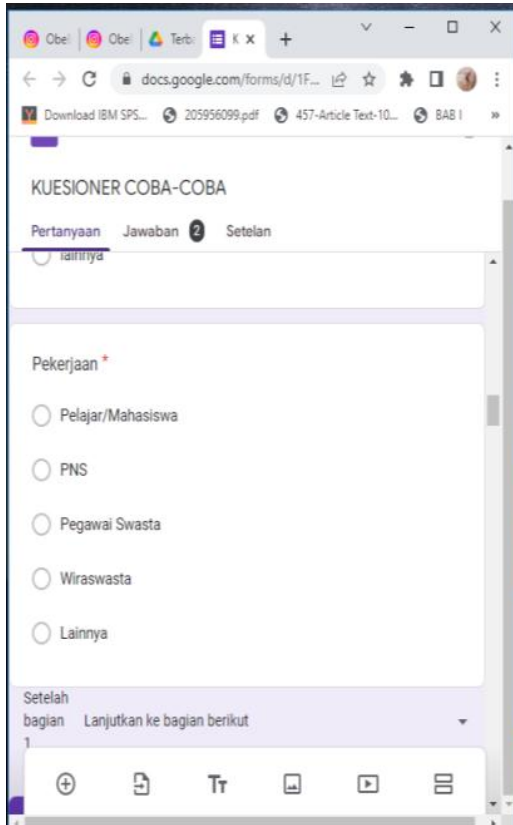 Obe Obe Terb K x +
docs.google.com/forms/d/1F...
Download IBM SPS... 205956099.pdf 457-Article Text-10... BAB I »
KUESIONER COBA-COBA
Pertanyaan Jawaban 2 Setelan
lainnya
Pekerjaan *
Pelajar/Mahasiswa
PNS
Pegawai Swasta
Wiraswasta
Lainnya
Setelah
bagian Lanjutkan ke bagian berikut
1
Tт